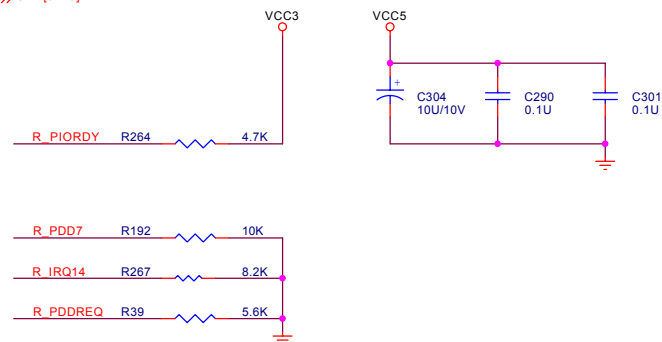 VCC3
VCC5
C304
10U/10V
C290
0.1U
C301
0.1U
R_PIORDY R264 4.7K
R_PDD7 R192 10K
R_IRQ14 R267 8.2K
R_PDDREQ R39 5.6K